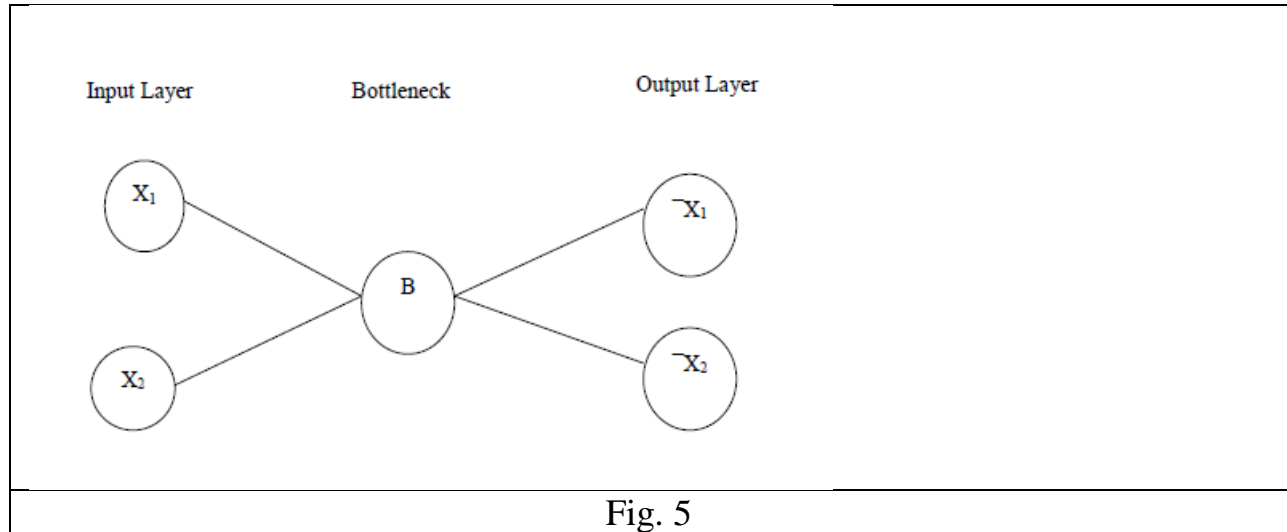 Input Layer Bottleneck Output Layer
X₁ ¯X₁
B
X₂ ¯X₂
Fig. 5